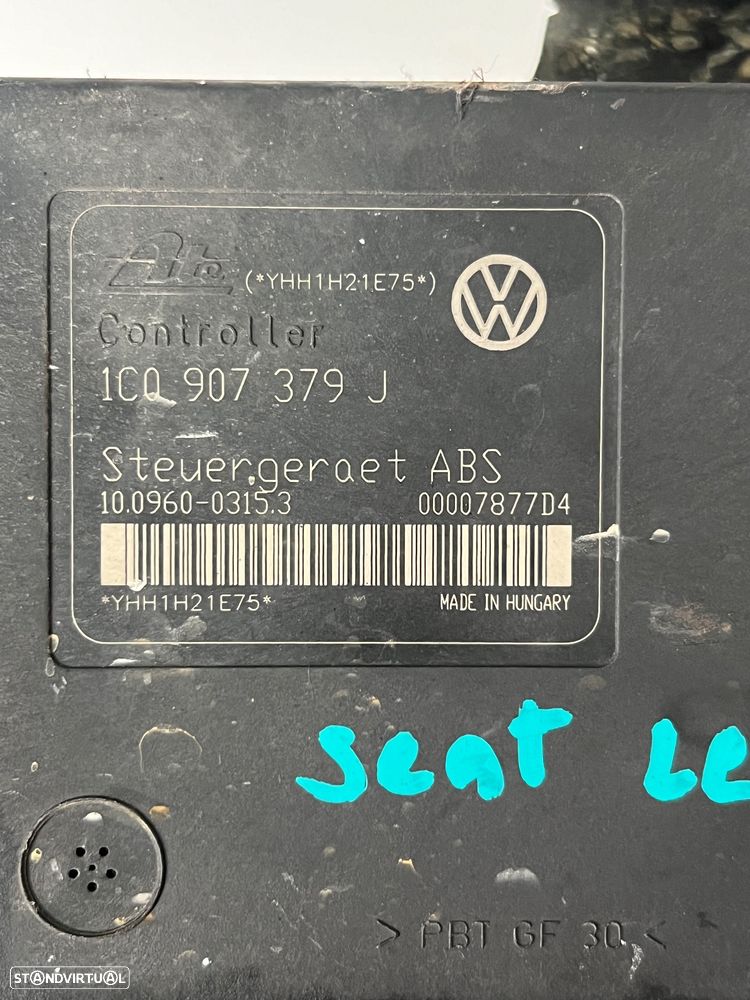 Ate (*YHH1H21E75*)
Controller
1C0 907 379 J
Steuergeraet ABS
10.0960-0315.3 00007877D4
*YHH1H21E75* MADE IN HUNGARY
seat Le
> PBT GF 30 <
STANDVIRTUAL